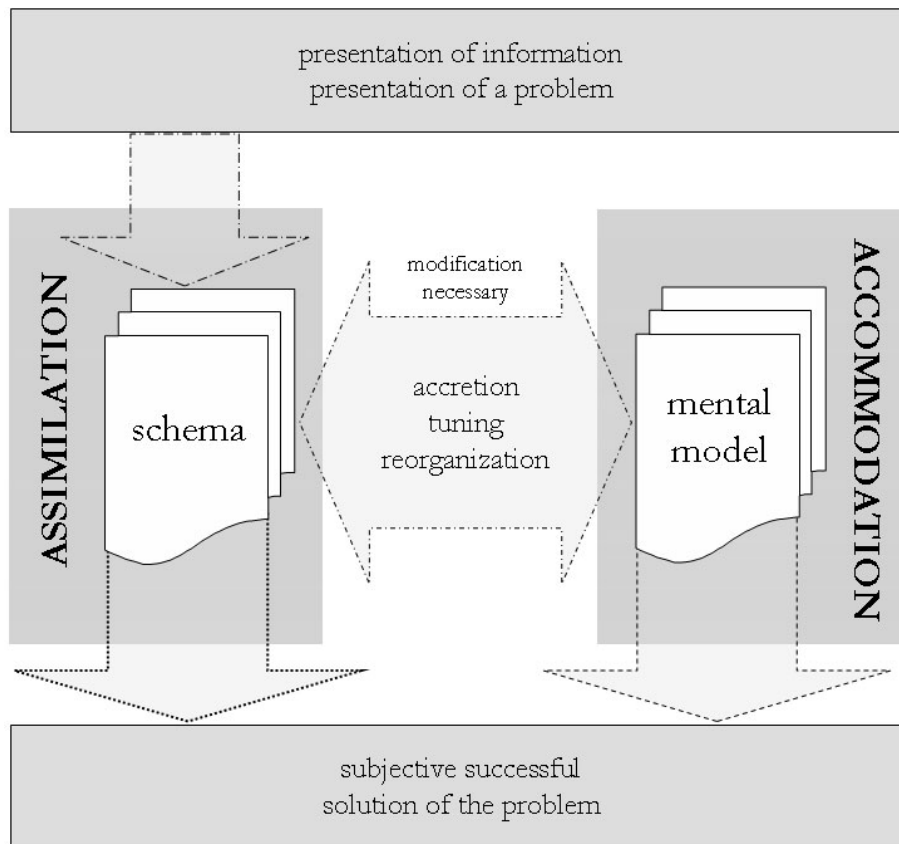 presentation of information
presentation of a problem
ASSIMILATION
schema
modification
necessary
accretion
tuning
reorganization
mental
model
ACCOMMODATION
subjective successful
solution of the problem